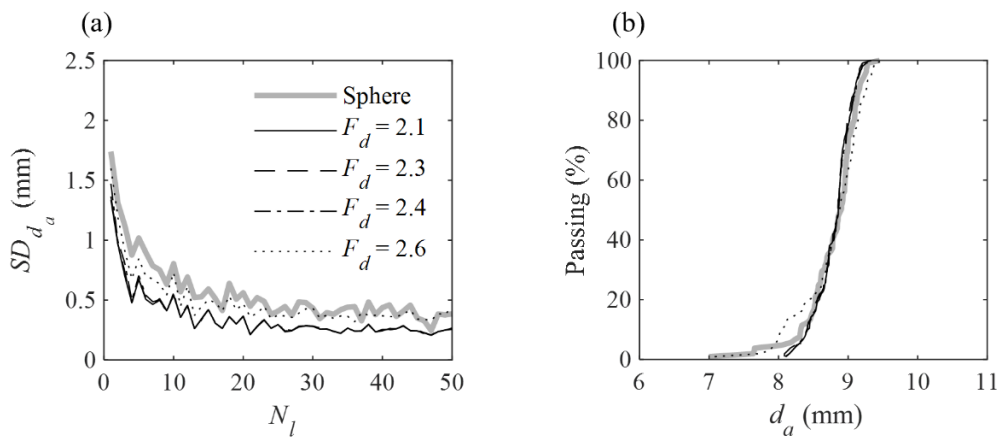 (a)
2.5
2
1.5
1
0.5
0
SD_{d_a} (mm)
0 10 20 30 40 50
N_l
Sphere
F_d = 2.1
F_d = 2.3
F_d = 2.4
F_d = 2.6
(b)
100
80
60
40
20
0
Passing (%)
6 7 8 9 10 11
d_a (mm)